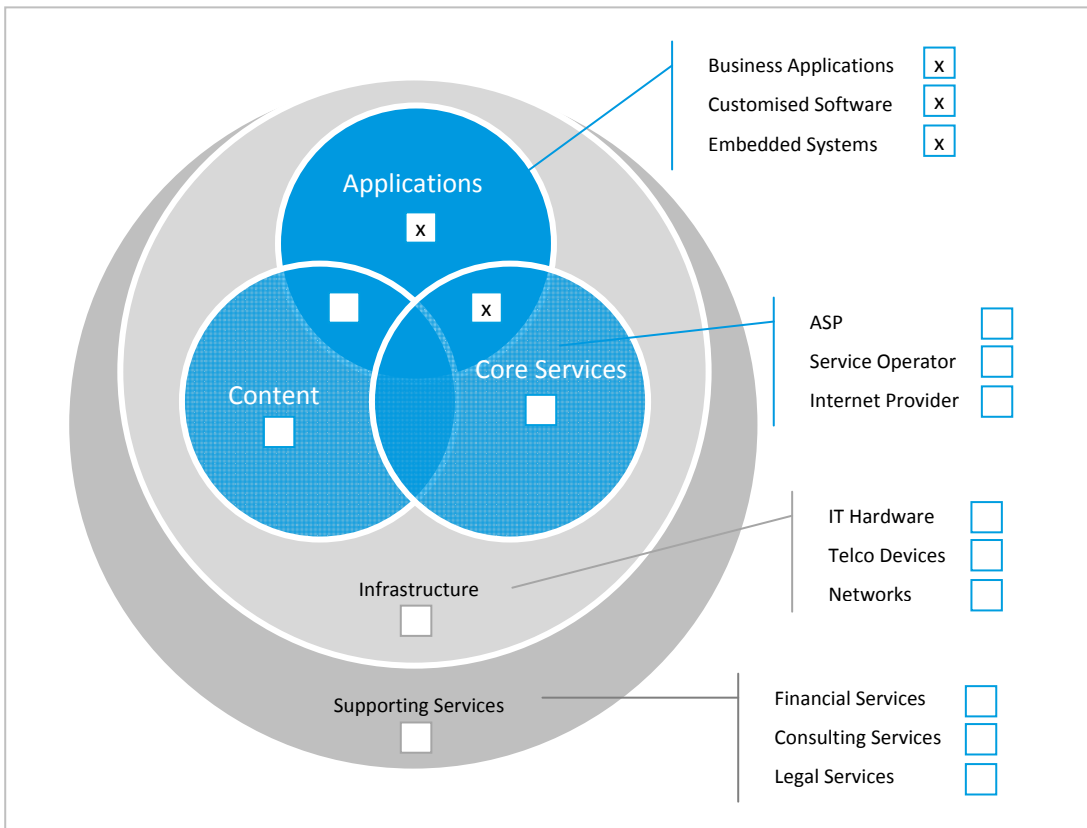 Business Applications x
Customised Software x
Embedded Systems x
Applications
x
x
ASP
Service Operator
Internet Provider
Core Services
Content
IT Hardware
Telco Devices
Networks
Infrastructure
Supporting Services
Financial Services
Consulting Services
Legal Services